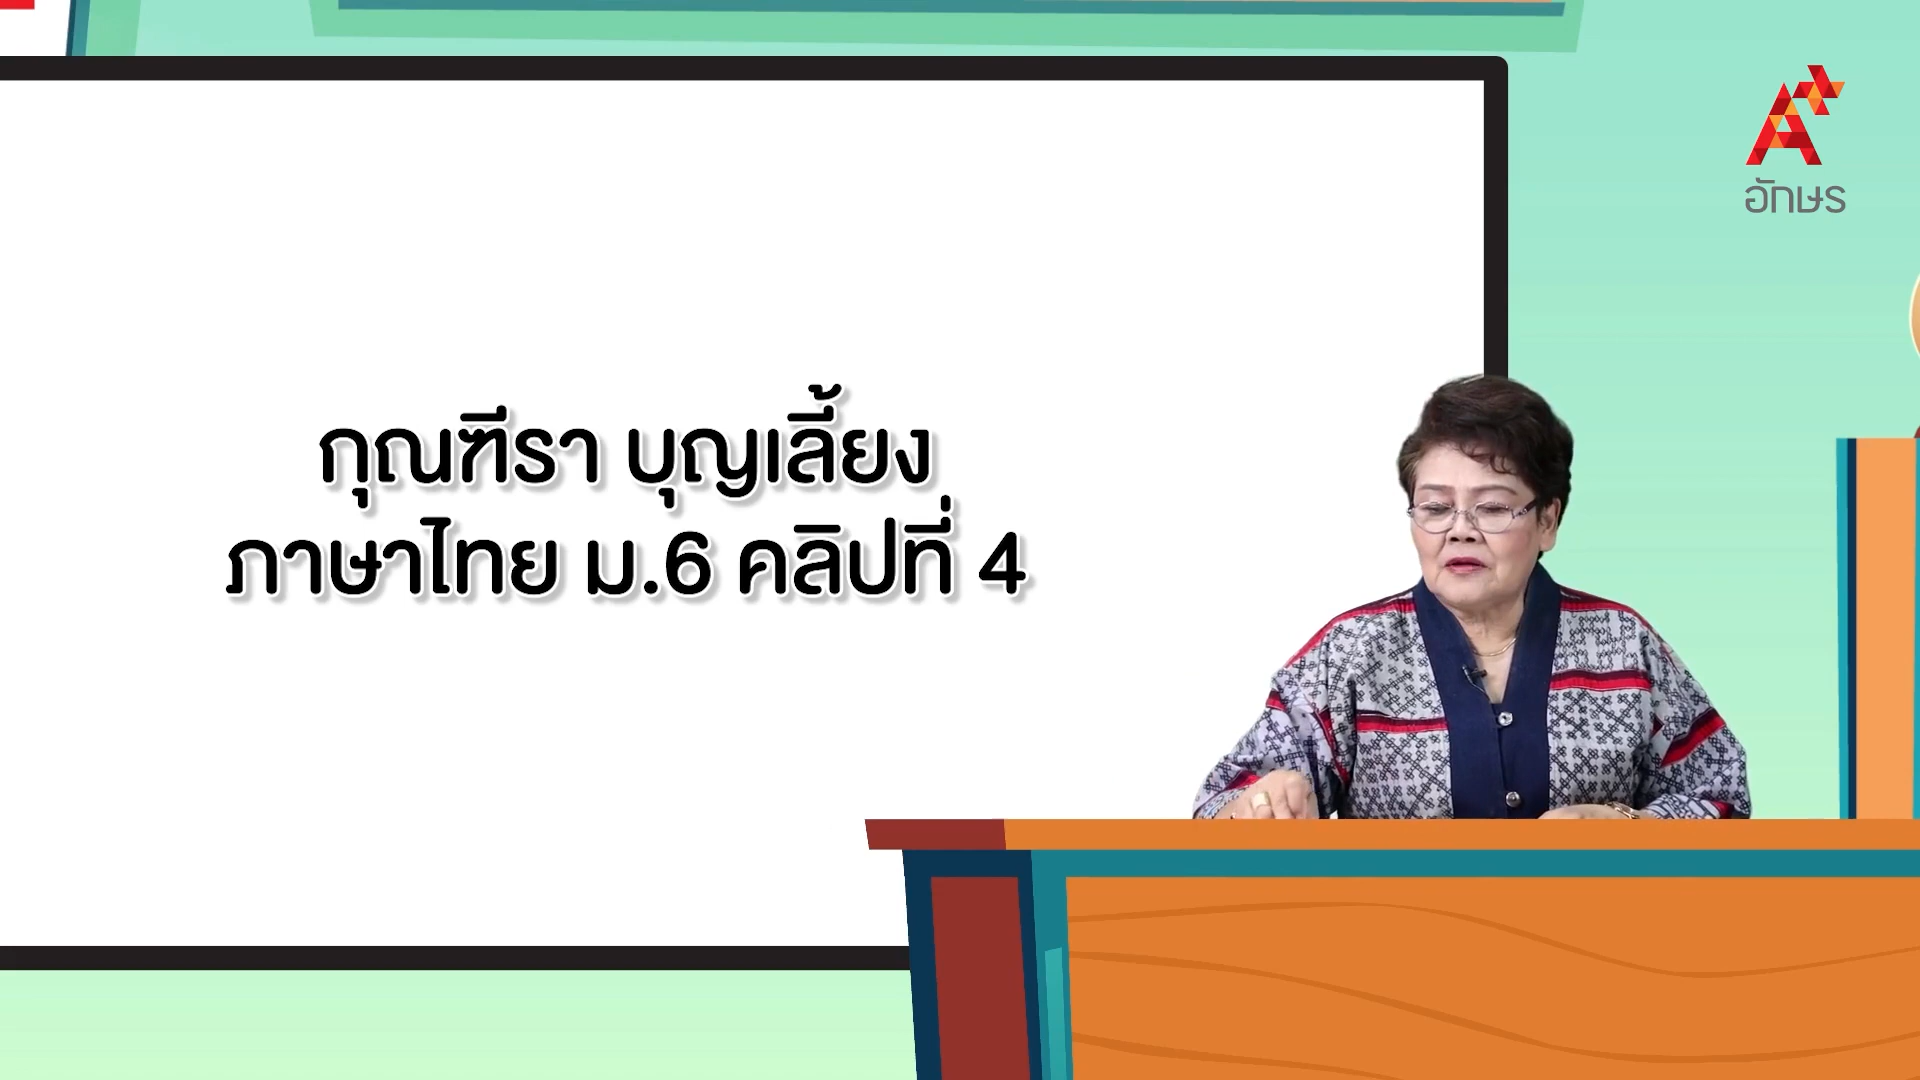 กุณฑีรา บุญเลี้ยง
ภาษาไทย ม.6 คลิปที่ 4
อักษร